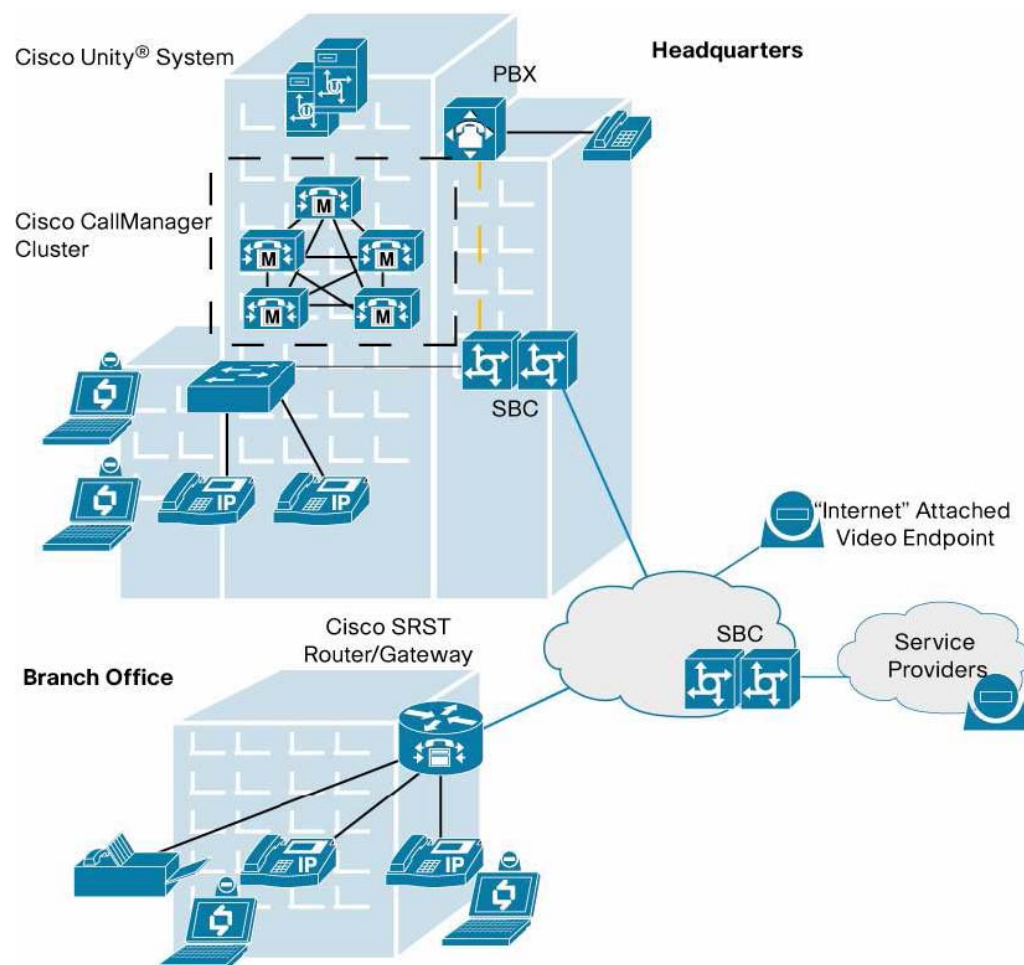 Cisco Unity® System
Headquarters
PBX
U
U
Cisco CallManager
Cluster
M
M
M
M
M
SBC
IP
IP
"Internet" Attached
Video Endpoint
Cisco SRST
Router/Gateway
SBC
Service
Providers
Branch Office
IP
IP